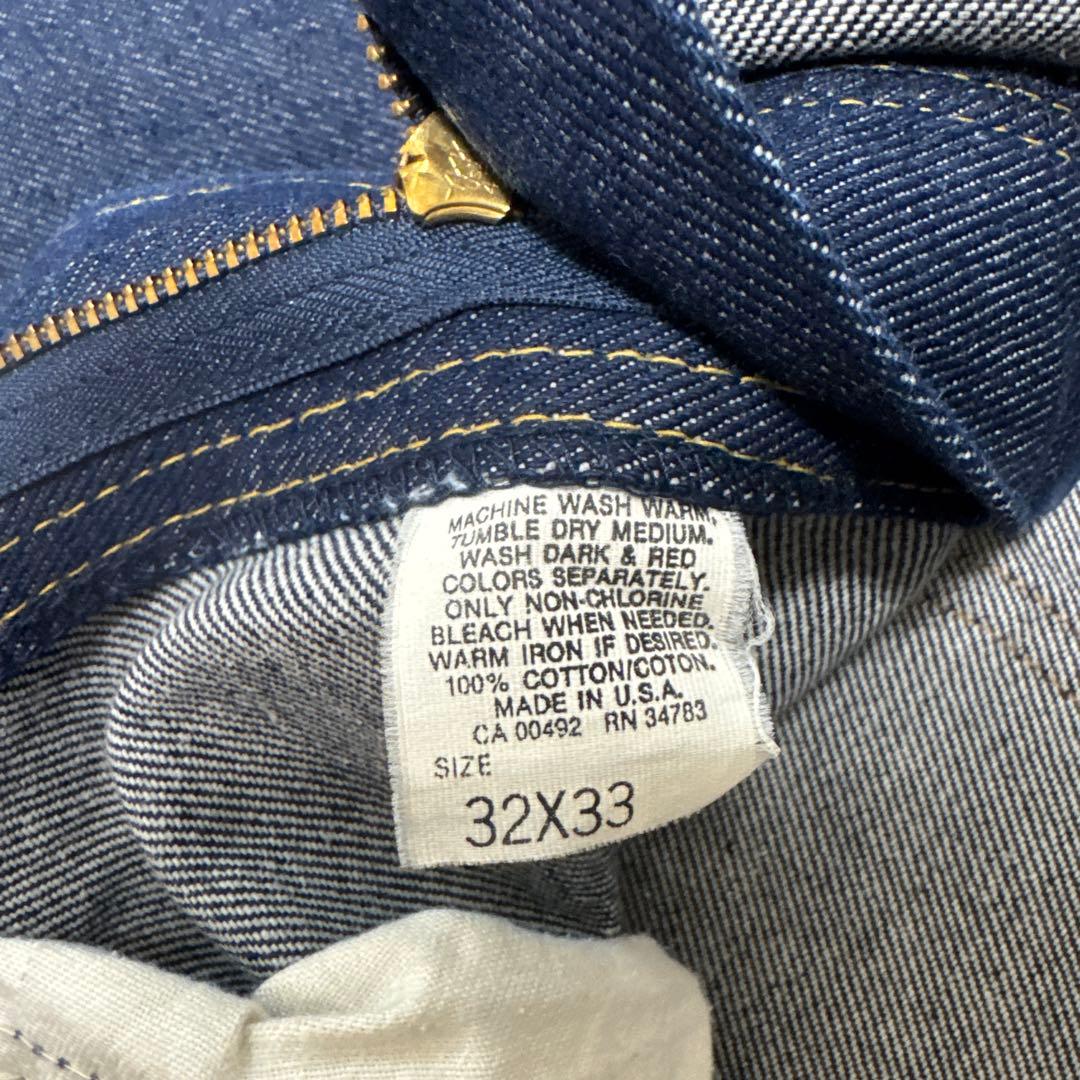 MACHINE WASH WARM.
TUMBLE DRY MEDIUM.
WASH DARK & RED
COLORS SEPARATELY.
ONLY NON-CHLORINE
BLEACH WHEN NEEDED.
WARM IRON IF DESIRED.
100% COTTON/COTON.
MADE IN U.S.A.
CA 00492 RN 34783
SIZE
32X33